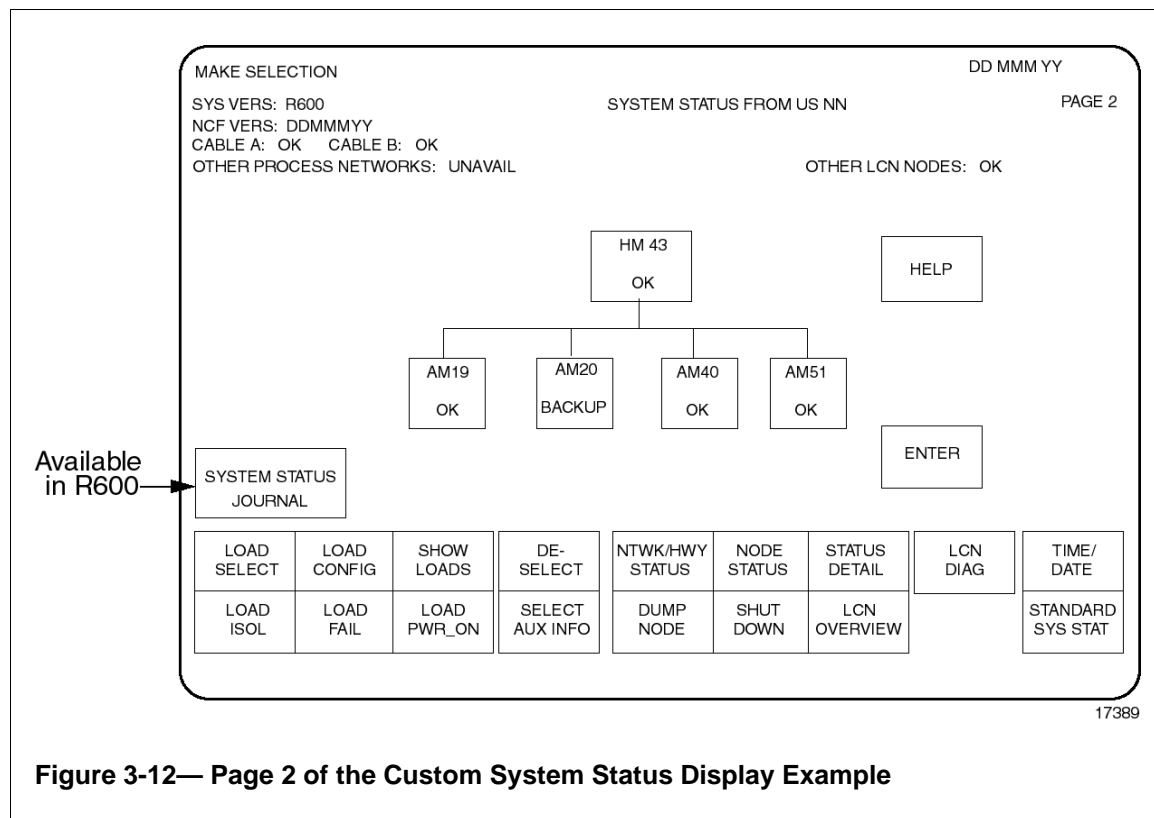 MAKE SELECTION
DD MMM YY
SYS VERS: R600
SYSTEM STATUS FROM US NN
PAGE 2
NCF VERS: DDMMMYY
CABLE A: OK CABLE B: OK
OTHER PROCESS NETWORKS: UNAVAIL
OTHER LCN NODES: OK
HM 43
OK
HELP
AM19
OK
AM20
BACKUP
AM40
OK
AM51
OK
ENTER
Available
in R600
SYSTEM STATUS
JOURNAL
LOAD
SELECT
LOAD
CONFIG
SHOW
LOADS
DE-
SELECT
NTWK/HWY
STATUS
NODE
STATUS
STATUS
DETAIL
LCN
DIAG
TIME/
DATE
LOAD
ISOL
LOAD
FAIL
LOAD
PWR_ON
SELECT
AUX INFO
DUMP
NODE
SHUT
DOWN
LCN
OVERVIEW
STANDARD
SYS STAT
17389
Figure 3-12— Page 2 of the Custom System Status Display Example